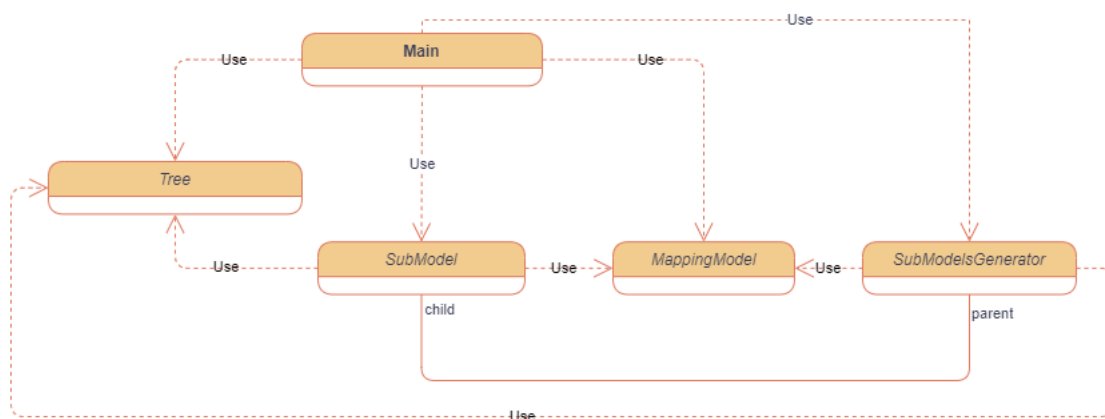 Use
Main
Use
Use
Use
Tree
SubModel
MappingModel
SubModelsGenerator
Use
Use
Use
child
parent
Use